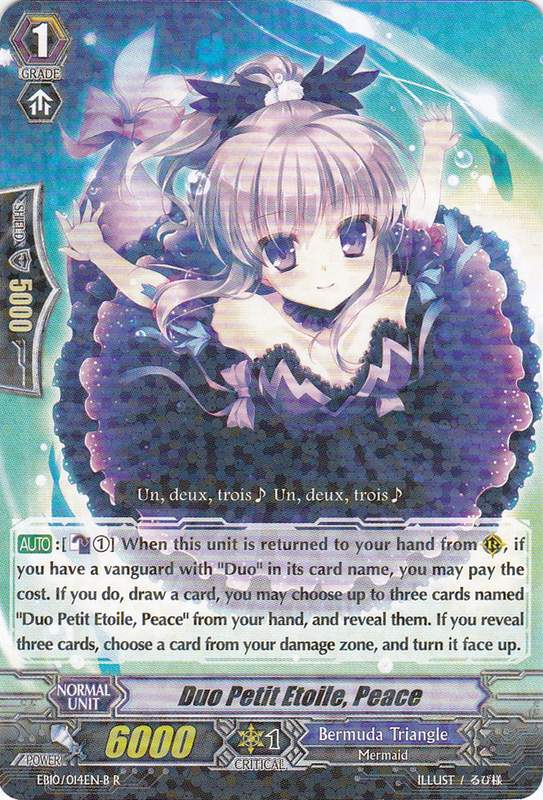 1
GRADE
SHIELD
5000
Un, deux, trois♪ Un, deux, trois♪
AUTO:[①] When this unit is returned to your hand from Ⓡ, if
you have a vanguard with "Duo" in its card name, you may pay the
cost. If you do, draw a card, you may choose up to three cards named
"Duo Petit Etoile, Peace" from your hand, and reveal them. If you reveal
three cards, choose a card from your damage zone, and turn it face up.
NORMAL
UNIT
Duo Petit Etoile, Peace
POWER
6000
1
CRITICAL
Bermuda Triangle
Mermaid
EB10/014EN-B R
ILLUST / るび様